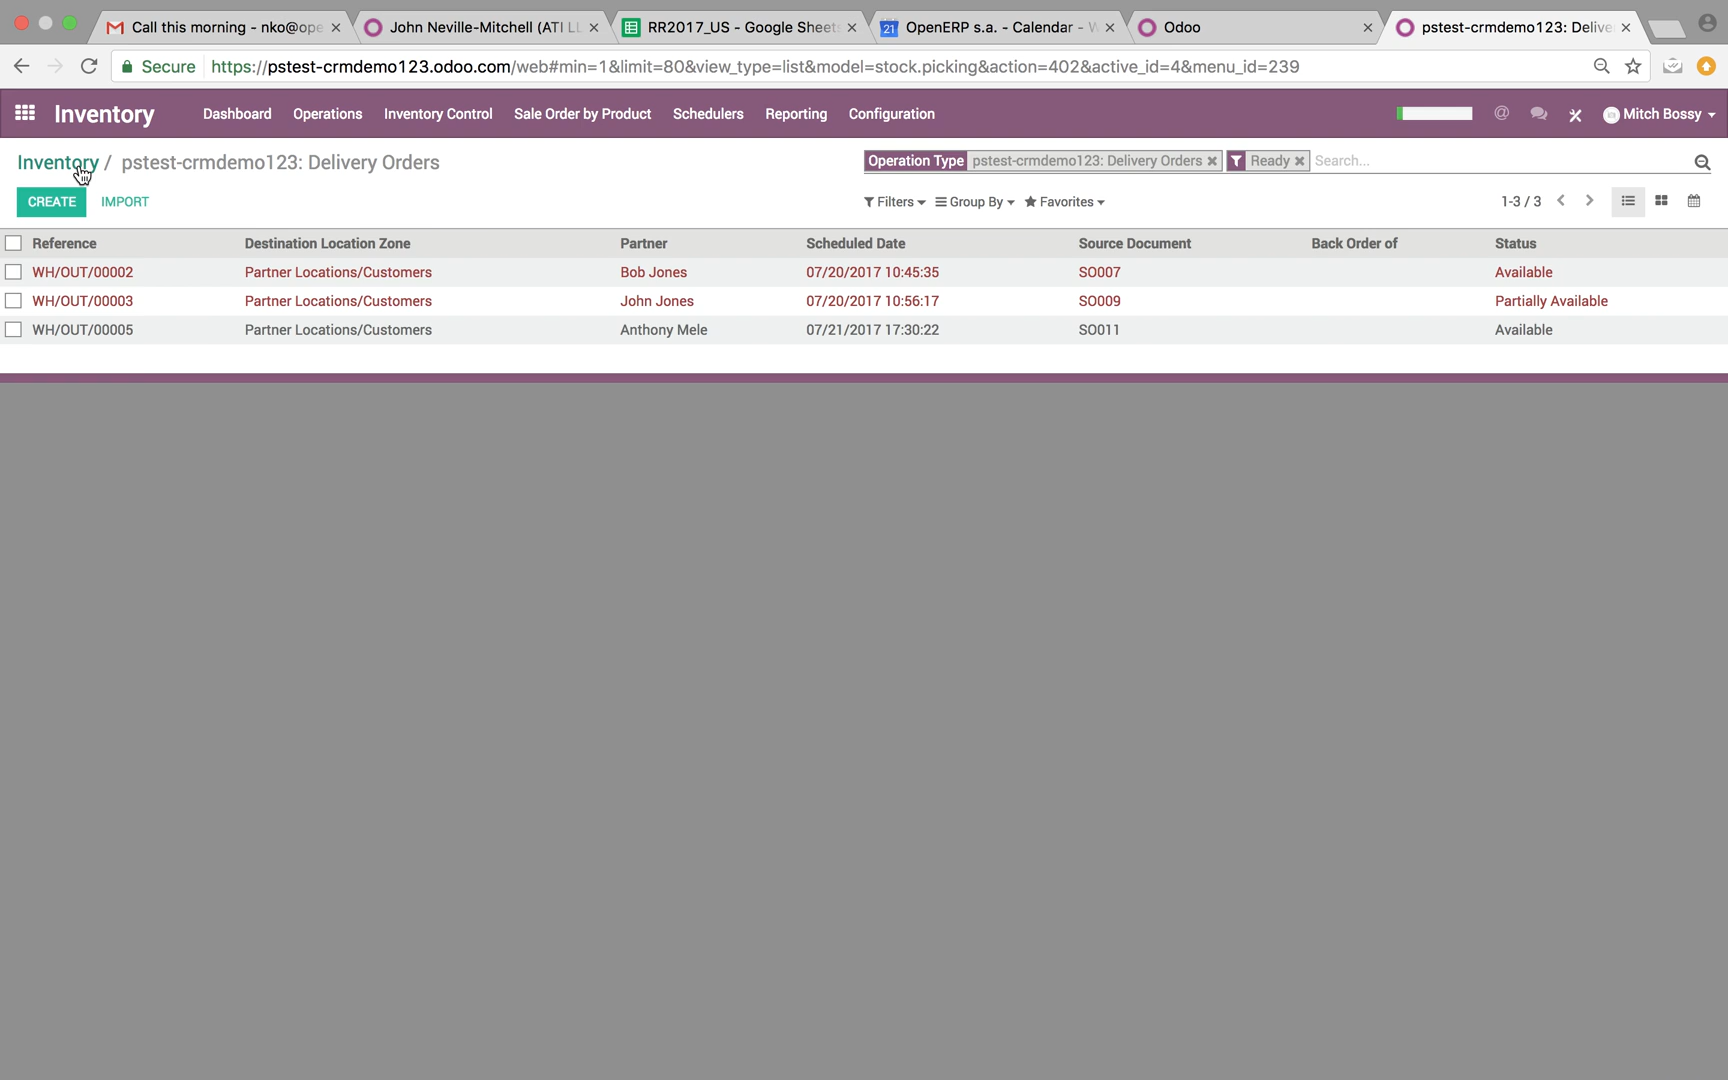 Call this morning - nko@ope
John Neville-Mitchell (ATI LL
RR2017_US - Google Sheets
21 OpenERP s.a. - Calendar - W
Odoo
pstest-crmdemo123: Delive
Secure https://pstest-crmdemo123.odoo.com/web#min=1&limit=80&view_type=list&model=stock.picking&action=402&active_id=4&menu_id=239
Inventory Dashboard Operations Inventory Control Sale Order by Product Schedulers Reporting Configuration @ Mitch Bossy
Inventory / pstest-crmdemo123: Delivery Orders Operation Type pstest-crmdemo123: Delivery Orders Ready Search...
CREATE IMPORT Filters Group By Favorites 1-3 / 3
Reference Destination Location Zone Partner Scheduled Date Source Document Back Order of Status
WH/OUT/00002 Partner Locations/Customers Bob Jones 07/20/2017 10:45:35 SO007 Available
WH/OUT/00003 Partner Locations/Customers John Jones 07/20/2017 10:56:17 SO009 Partially Available
WH/OUT/00005 Partner Locations/Customers Anthony Mele 07/21/2017 17:30:22 SO011 Available